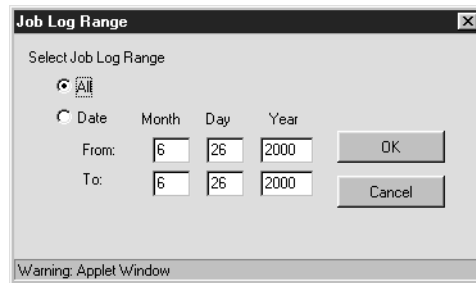 Job Log Range
Select Job Log Range
All
Date Month Day Year
From: 6 26 2000 OK
To: 6 26 2000 Cancel
Warning: Applet Window